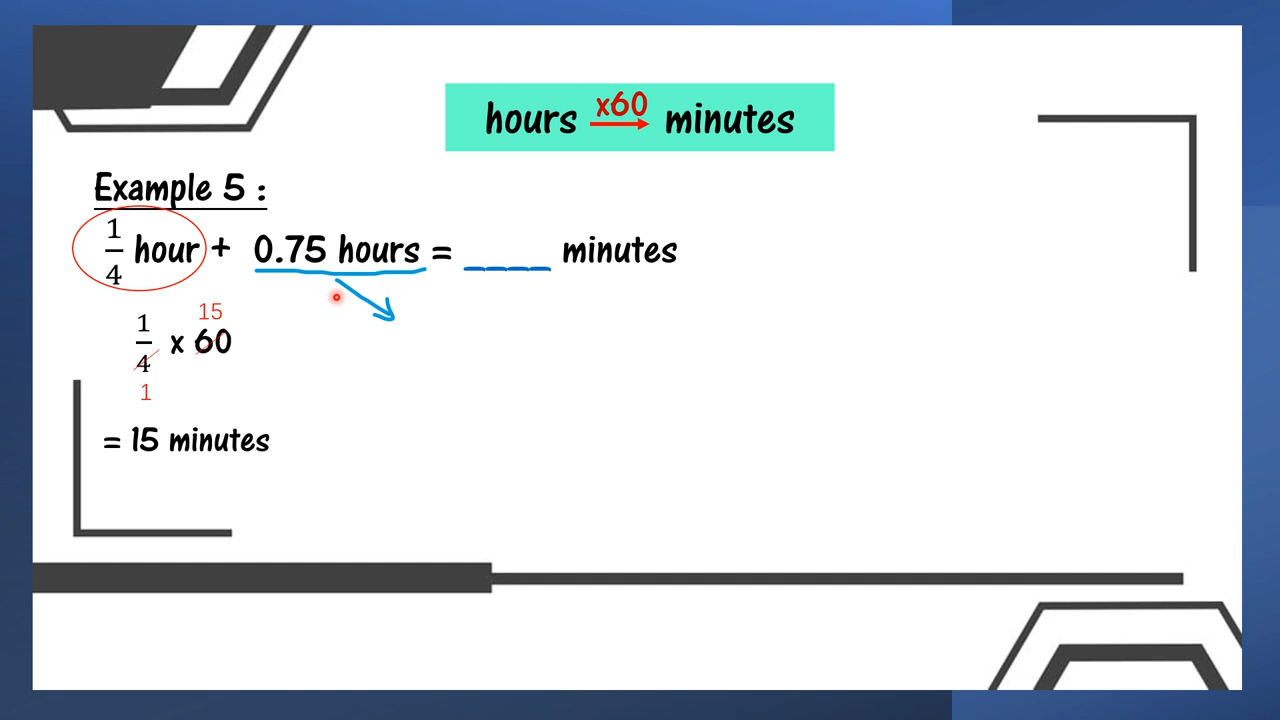 hours x60 minutes
Example 5 :
1/4 hour + 0.75 hours = ____ minutes
15
1/4 x 60
1
= 15 minutes